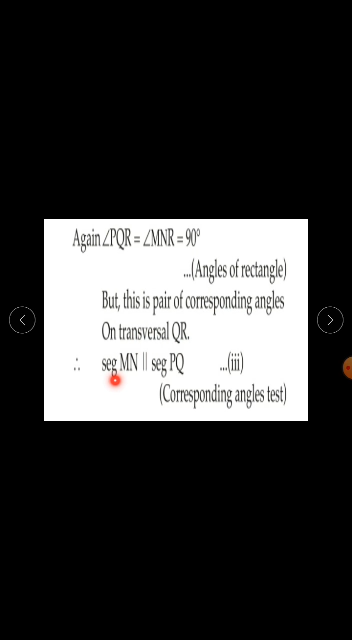 Again ∠PQR = ∠MNR = 90°
...(Angles of rectangle)
But, this is pair of corresponding angles
On transversal QR.
∴ seg MN || seg PQ ...(iii)
(Corresponding angles test)